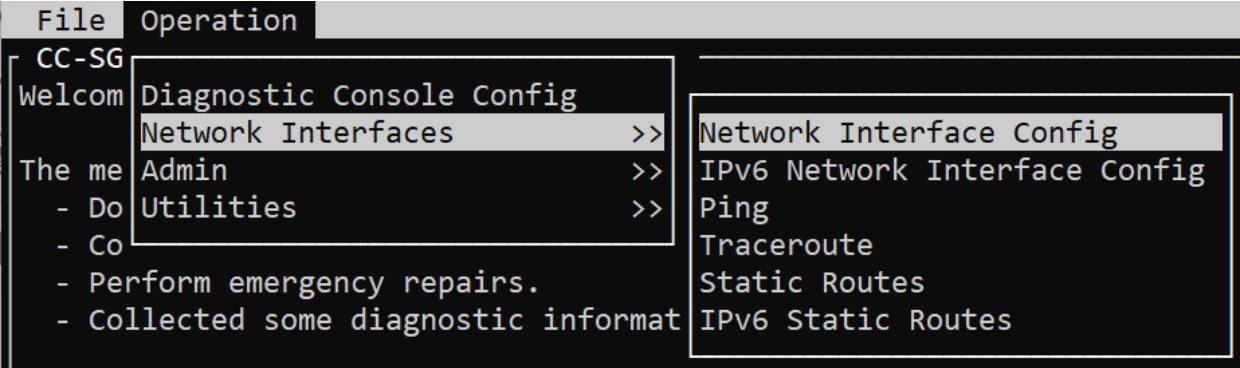 File Operation
CC-SG
Welcom Diagnostic Console Config
Network Interfaces >> Network Interface Config
The me Admin >> IPv6 Network Interface Config
- Do Utilities >> Ping
- Co Traceroute
- Perform emergency repairs. Static Routes
- Collected some diagnostic informat IPv6 Static Routes